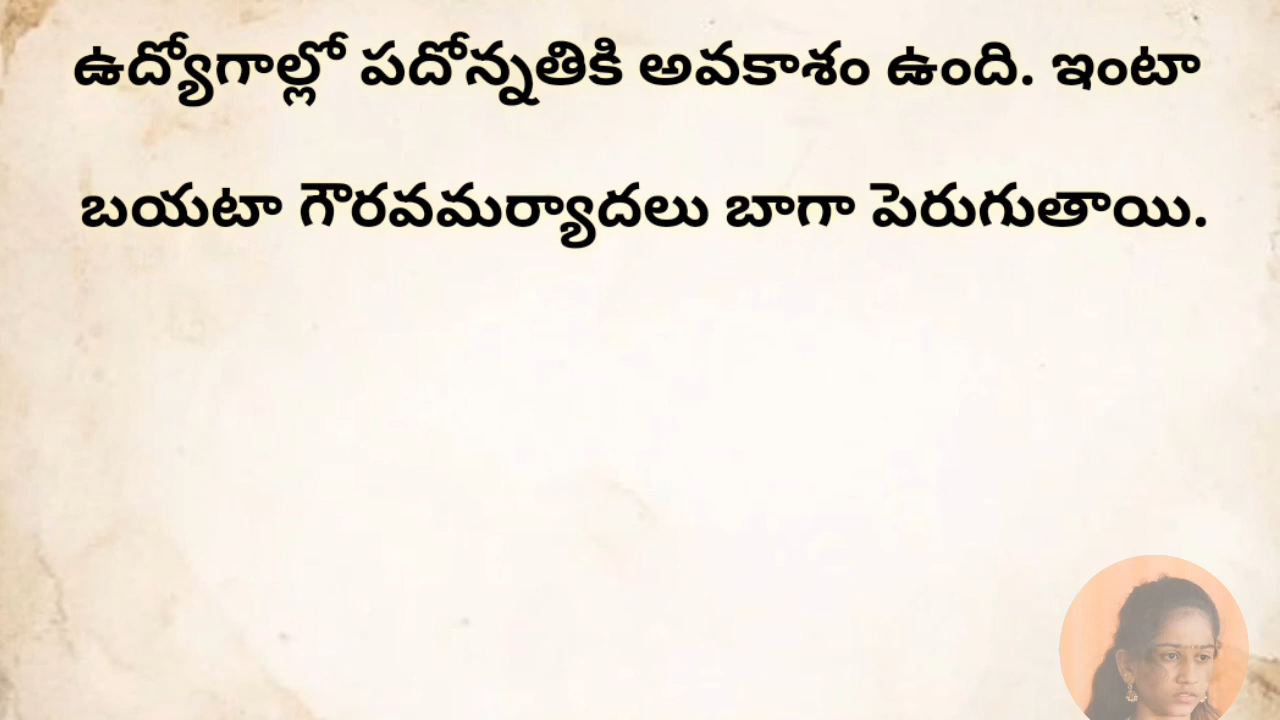 ఉద్యోగాల్లో పదోన్నతికి అవకాశం ఉంది. ఇంటా
బయటా గౌరవమర్యాదలు బాగా పెరుగుతాయి.